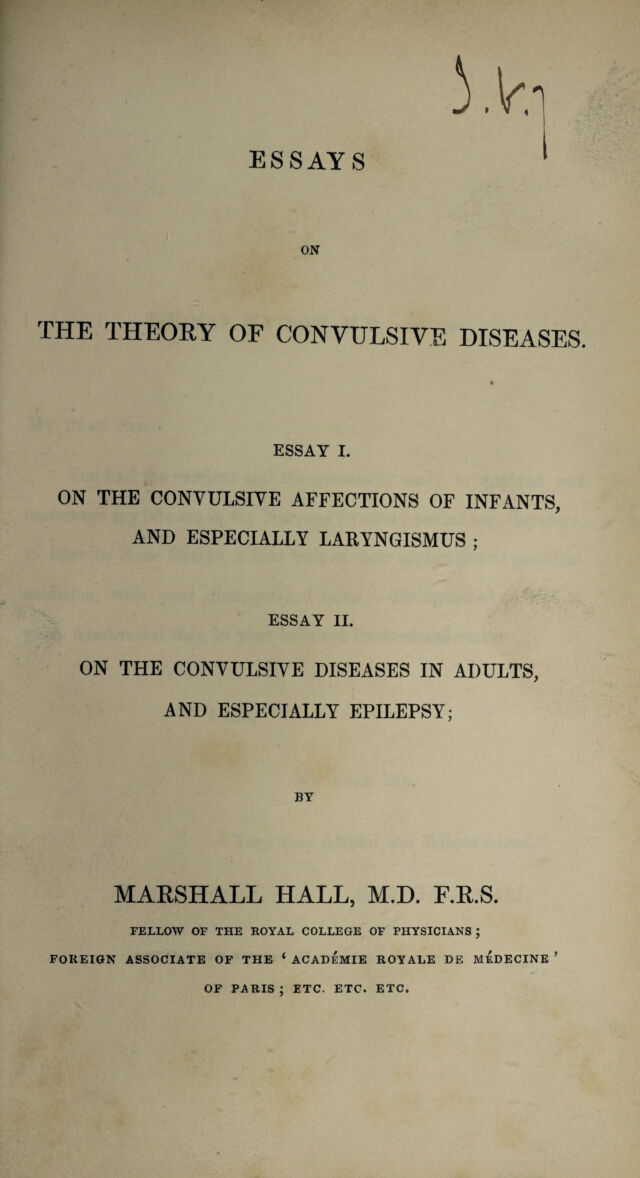 ESSAYS
ON
THE THEORY OF CONVULSIVE DISEASES.
ESSAY I.
ON THE CONVULSIVE AFFECTIONS OF INFANTS,
AND ESPECIALLY LARYNGISMUS ;
ESSAY II.
ON THE CONVULSIVE DISEASES IN ADULTS,
AND ESPECIALLY EPILEPSY;
BY
MARSHALL HALL, M.D. F.R.S.
FELLOW OF THE ROYAL COLLEGE OF PHYSICIANS ;
FOREIGN ASSOCIATE OF THE ‘ ACADÉMIE ROYALE DE MÉDECINE ’
OF PARIS ; ETC. ETC. ETC.